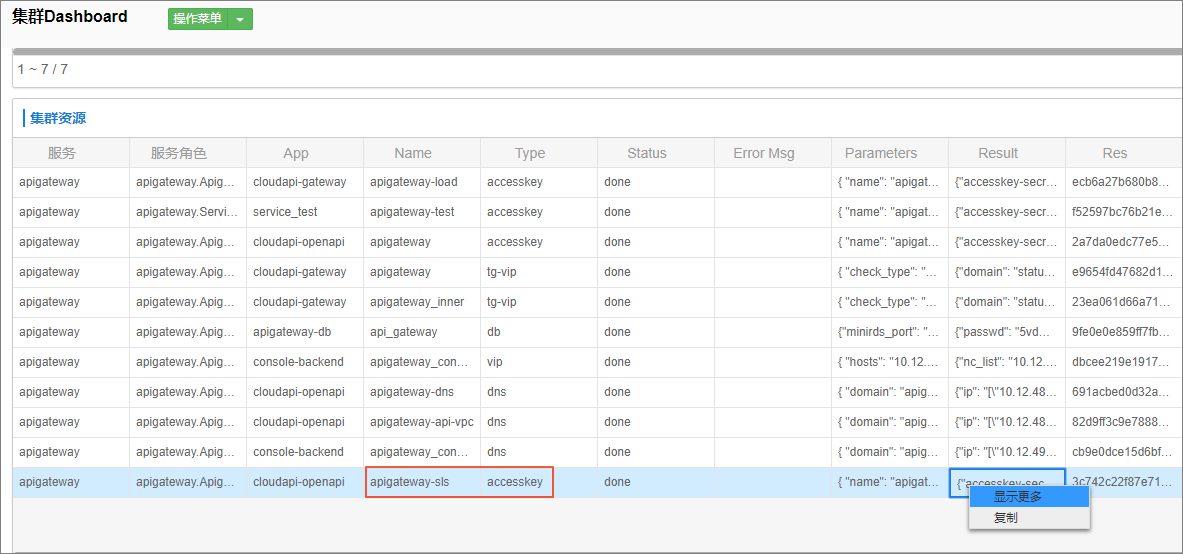 集群Dashboard 操作菜单
1 ~ 7 / 7
集群资源
服务 服务角色 App Name Type Status Error Msg Parameters Result Res
apigateway apigateway.Apig… cloudapi-gateway apigateway-load accesskey done { "name": "apigat… {"accesskey-secr… ecb6a27b680b8…
apigateway apigateway.Servi… service_test apigateway-test accesskey done { "name": "apigat… {"accesskey-secr… f52597bc76b21e…
apigateway apigateway.Apig… cloudapi-openapi apigateway accesskey done { "name": "apigat… {"accesskey-secr… 2a7da0edc77e5…
apigateway apigateway.Apig… cloudapi-gateway apigateway tg-vip done { "check_type": "… {"domain": "statu… e9654fd47682d1…
apigateway apigateway.Apig… cloudapi-gateway apigateway_inner tg-vip done { "check_type": "… {"domain": "statu… 23ea061d66a71…
apigateway apigateway.Apig… apigateway-db api_gateway db done {"minirds_port": "… {"passwd": "5vd… 9fe0e0e859ff7fb…
apigateway apigateway.Apig… console-backend apigateway_con… vip done { "hosts": "10.12.… {"nc_list": "10.12.… dbcee219e1917…
apigateway apigateway.Apig… cloudapi-openapi apigateway-dns dns done { "domain": "apig… {"ip": "[\"10.12.48… 691acbed0d32a…
apigateway apigateway.Apig… cloudapi-openapi apigateway-api-vpc dns done { "domain": "apig… {"ip": "[\"10.12.48… 82d9ff3c9e7888…
apigateway apigateway.Apig… console-backend apigateway_con… dns done { "domain": "apig… {"ip": "[\"10.12.49… cb9e0dce15d6bf…
apigateway apigateway.Apig… cloudapi-openapi apigateway-sls accesskey done { "name": "apigat… {"accesskey-sec 3c742c22f87e71…
显示更多
复制